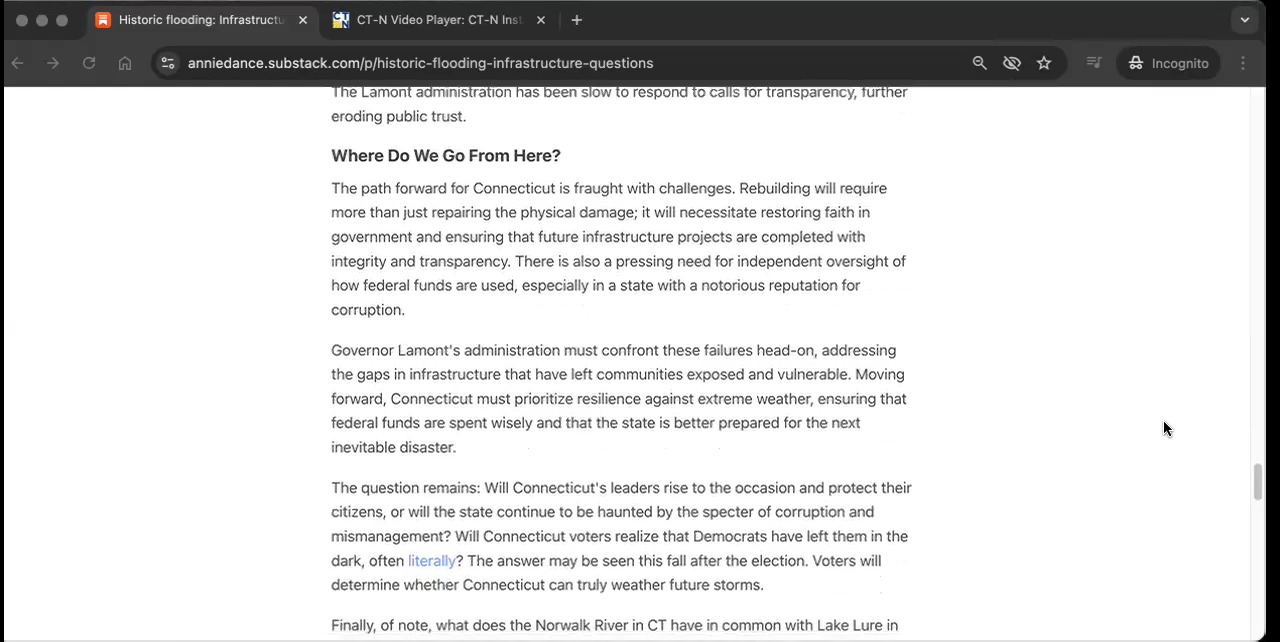 Historic flooding: Infrastructu
CT-N Video Player: CT-N Inst
anniedance.substack.com/p/historic-flooding-infrastructure-questions
Incognito
The Lamont administration has been slow to respond to calls for transparency, further
eroding public trust.
Where Do We Go From Here?
The path forward for Connecticut is fraught with challenges. Rebuilding will require
more than just repairing the physical damage; it will necessitate restoring faith in
government and ensuring that future infrastructure projects are completed with
integrity and transparency. There is also a pressing need for independent oversight of
how federal funds are used, especially in a state with a notorious reputation for
corruption.
Governor Lamont's administration must confront these failures head-on, addressing
the gaps in infrastructure that have left communities exposed and vulnerable. Moving
forward, Connecticut must prioritize resilience against extreme weather, ensuring that
federal funds are spent wisely and that the state is better prepared for the next
inevitable disaster.
The question remains: Will Connecticut's leaders rise to the occasion and protect their
citizens, or will the state continue to be haunted by the specter of corruption and
mismanagement? Will Connecticut voters realize that Democrats have left them in the
dark, often literally? The answer may be seen this fall after the election. Voters will
determine whether Connecticut can truly weather future storms.
Finally, of note, what does the Norwalk River in CT have in common with Lake Lure in